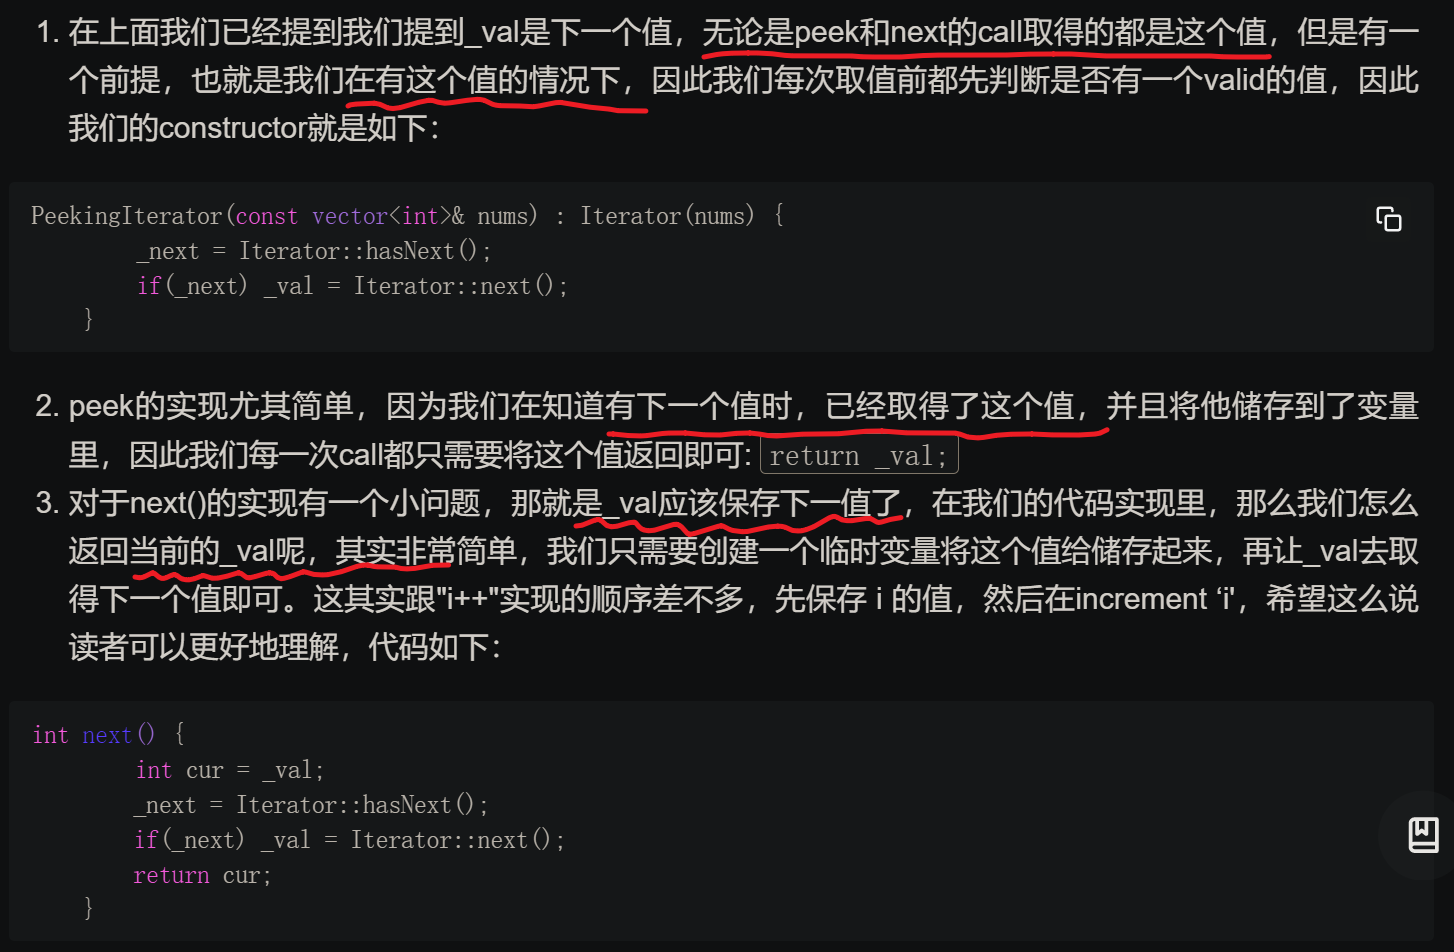 1. 在上面我们已经提到我们提到_val是下一个值，无论是peek和next的call取得的都是这个值，但是有一
个前提，也就是我们在有这个值的情况下，因此我们每次取值前都先判断是否有一个valid的值，因此
我们的constructor就是如下：
PeekingIterator(const vector<int>& nums) : Iterator(nums) {
_next = Iterator::hasNext();
if(_next) _val = Iterator::next();
}
2. peek的实现尤其简单，因为我们在知道有下一个值时，已经取得了这个值，并且将他储存到了变量
里，因此我们每一次call都只需要将这个值返回即可: return _val;
3. 对于next()的实现有一个小问题，那就是_val应该保存下一值了，在我们的代码实现里，那么我们怎么
返回当前的_val呢，其实非常简单，我们只需要创建一个临时变量将这个值给储存起来，再让_val去取
得下一个值即可。这其实跟"i++"实现的顺序差不多，先保存 i 的值，然后在increment ‘i'，希望这么说
读者可以更好地理解，代码如下：
int next() {
int cur = _val;
_next = Iterator::hasNext();
if(_next) _val = Iterator::next();
return cur;
}